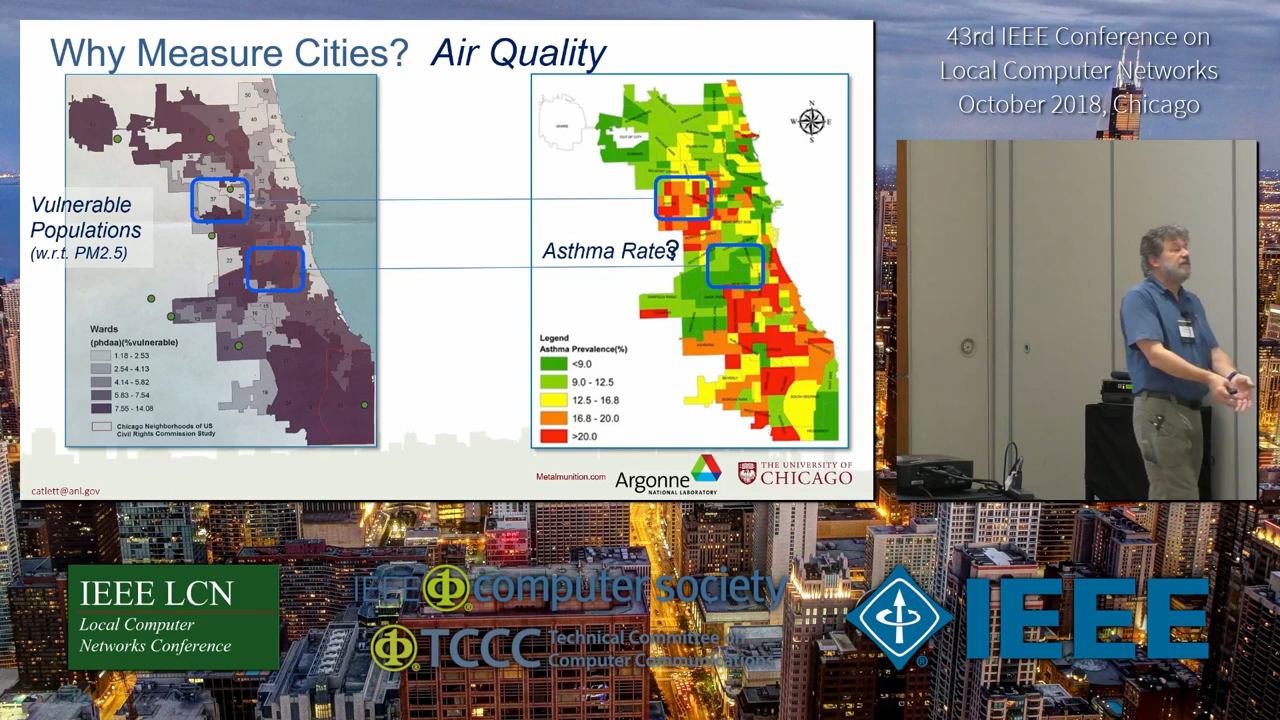 Why Measure Cities? Air Quality
Vulnerable
Populations
(w.r.t. PM2.5)
Wards
(phdaa)(%vulnerable)
1.18 - 2.53
2.54 - 4.13
4.14 - 5.82
5.83 - 7.54
7.55 - 14.08
Chicago Neighborhoods of US
Civil Rights Commission Study
OUT OF CITY
N
W E
S
Asthma Rates?
Legend
Asthma Prevalence(%)
<9.0
9.0 - 12.5
12.5 - 16.8
16.8 - 20.0
>20.0
catlett@anl.gov
Metalmunition.com
Argonne
NATIONAL LABORATORY
THE UNIVERSITY OF
CHICAGO
43rd IEEE Conference on
Local Computer Networks
October 2018, Chicago
IEEE LCN
Local Computer
Networks Conference
IEEE computer society
TCCC Technical Committee on
Computer Communications
IEEE